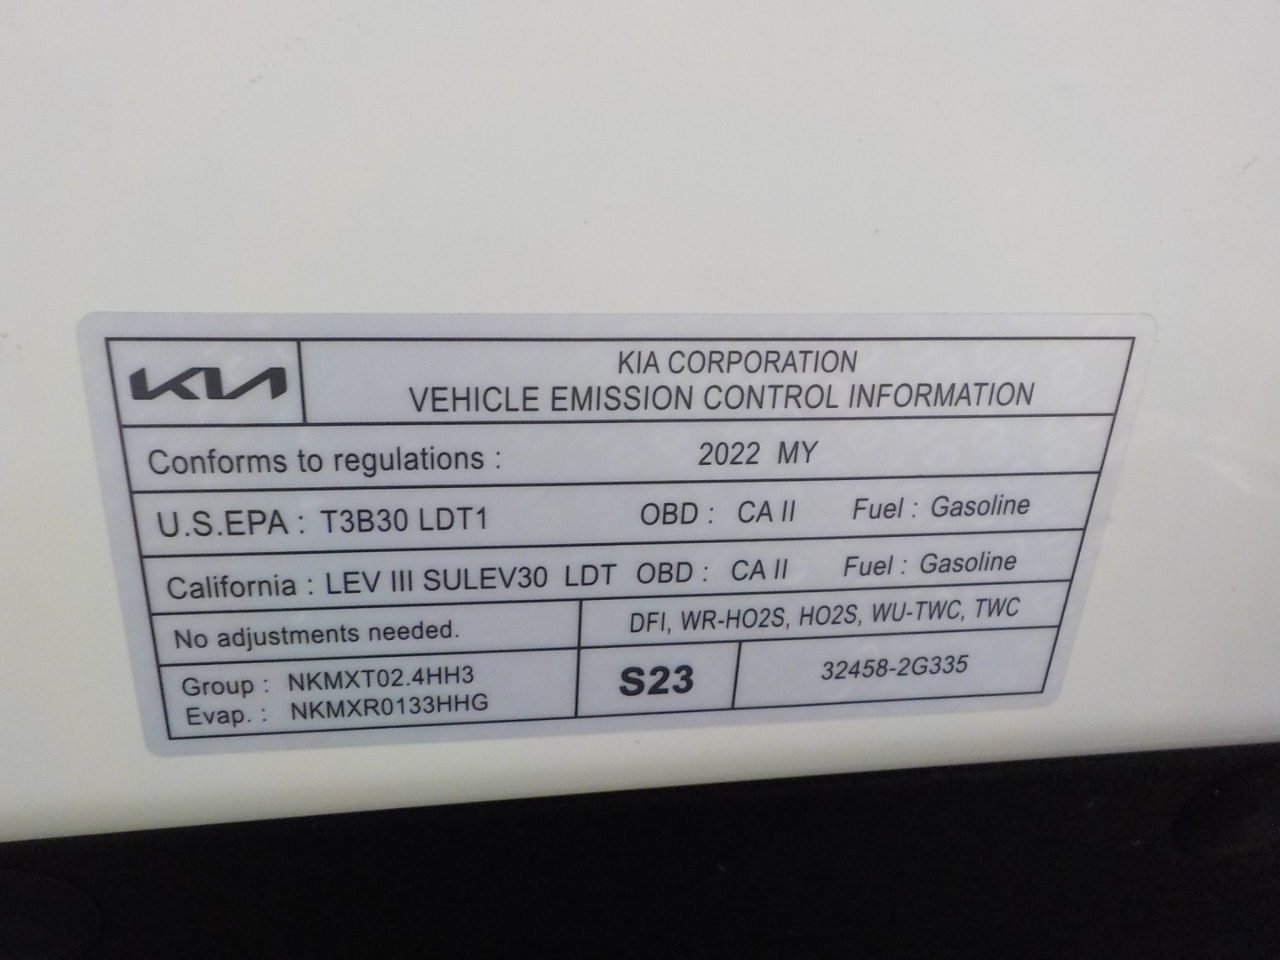 KIA
KIA CORPORATION
VEHICLE EMISSION CONTROL INFORMATION
Conforms to regulations : 2022 MY
U.S.EPA : T3B30 LDT1 OBD : CA II Fuel : Gasoline
California : LEV III SULEV30 LDT OBD : CA II Fuel : Gasoline
No adjustments needed. DFI, WR-HO2S, HO2S, WU-TWC, TWC
Group : NKMXT02.4HH3
Evap. : NKMXR0133HHG
S23
32458-2G335